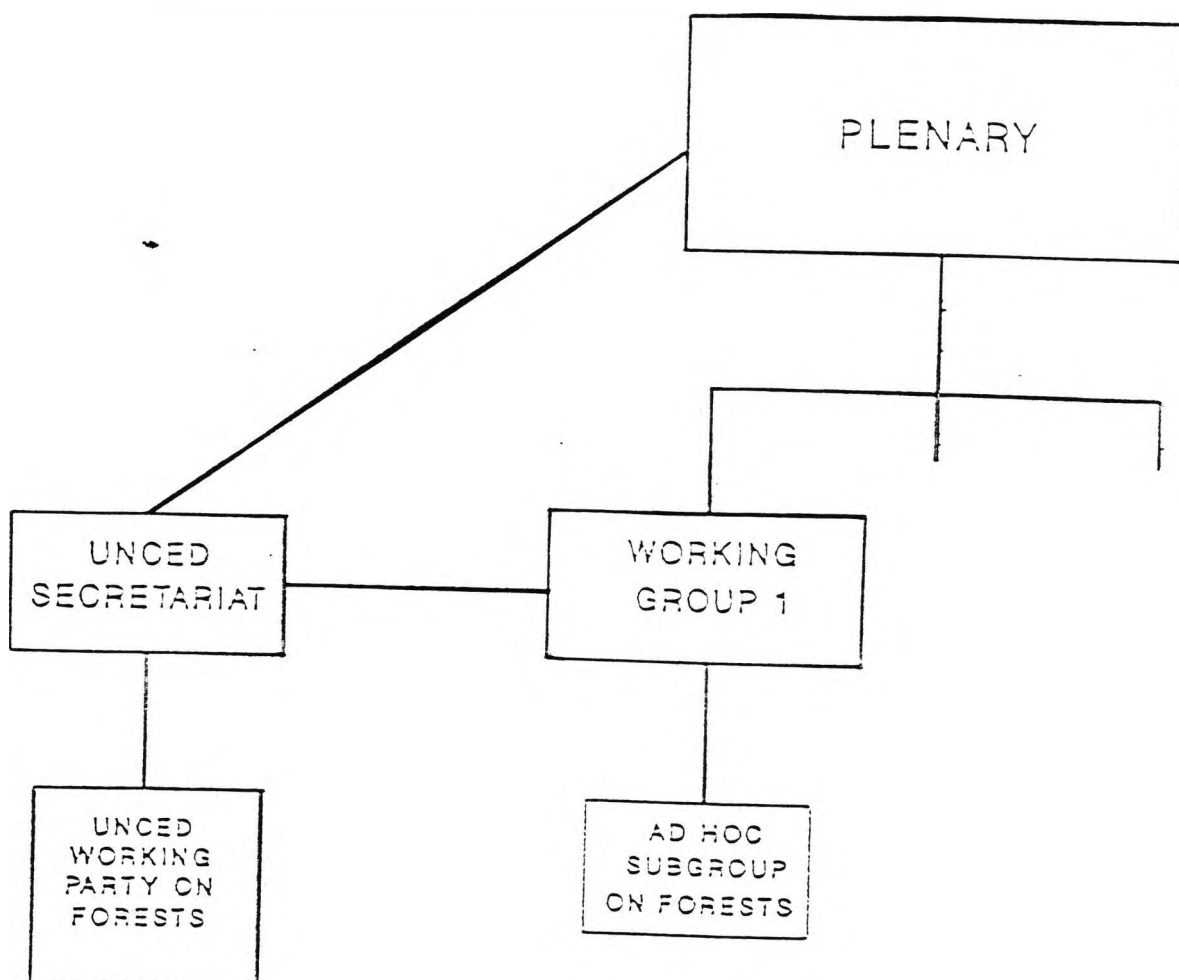 PLENARY
UNCED
SECRETARIAT
WORKING
GROUP 1
UNCED
WORKING
PARTY ON
FORESTS
AD HOC
SUBGROUP
ON FORESTS